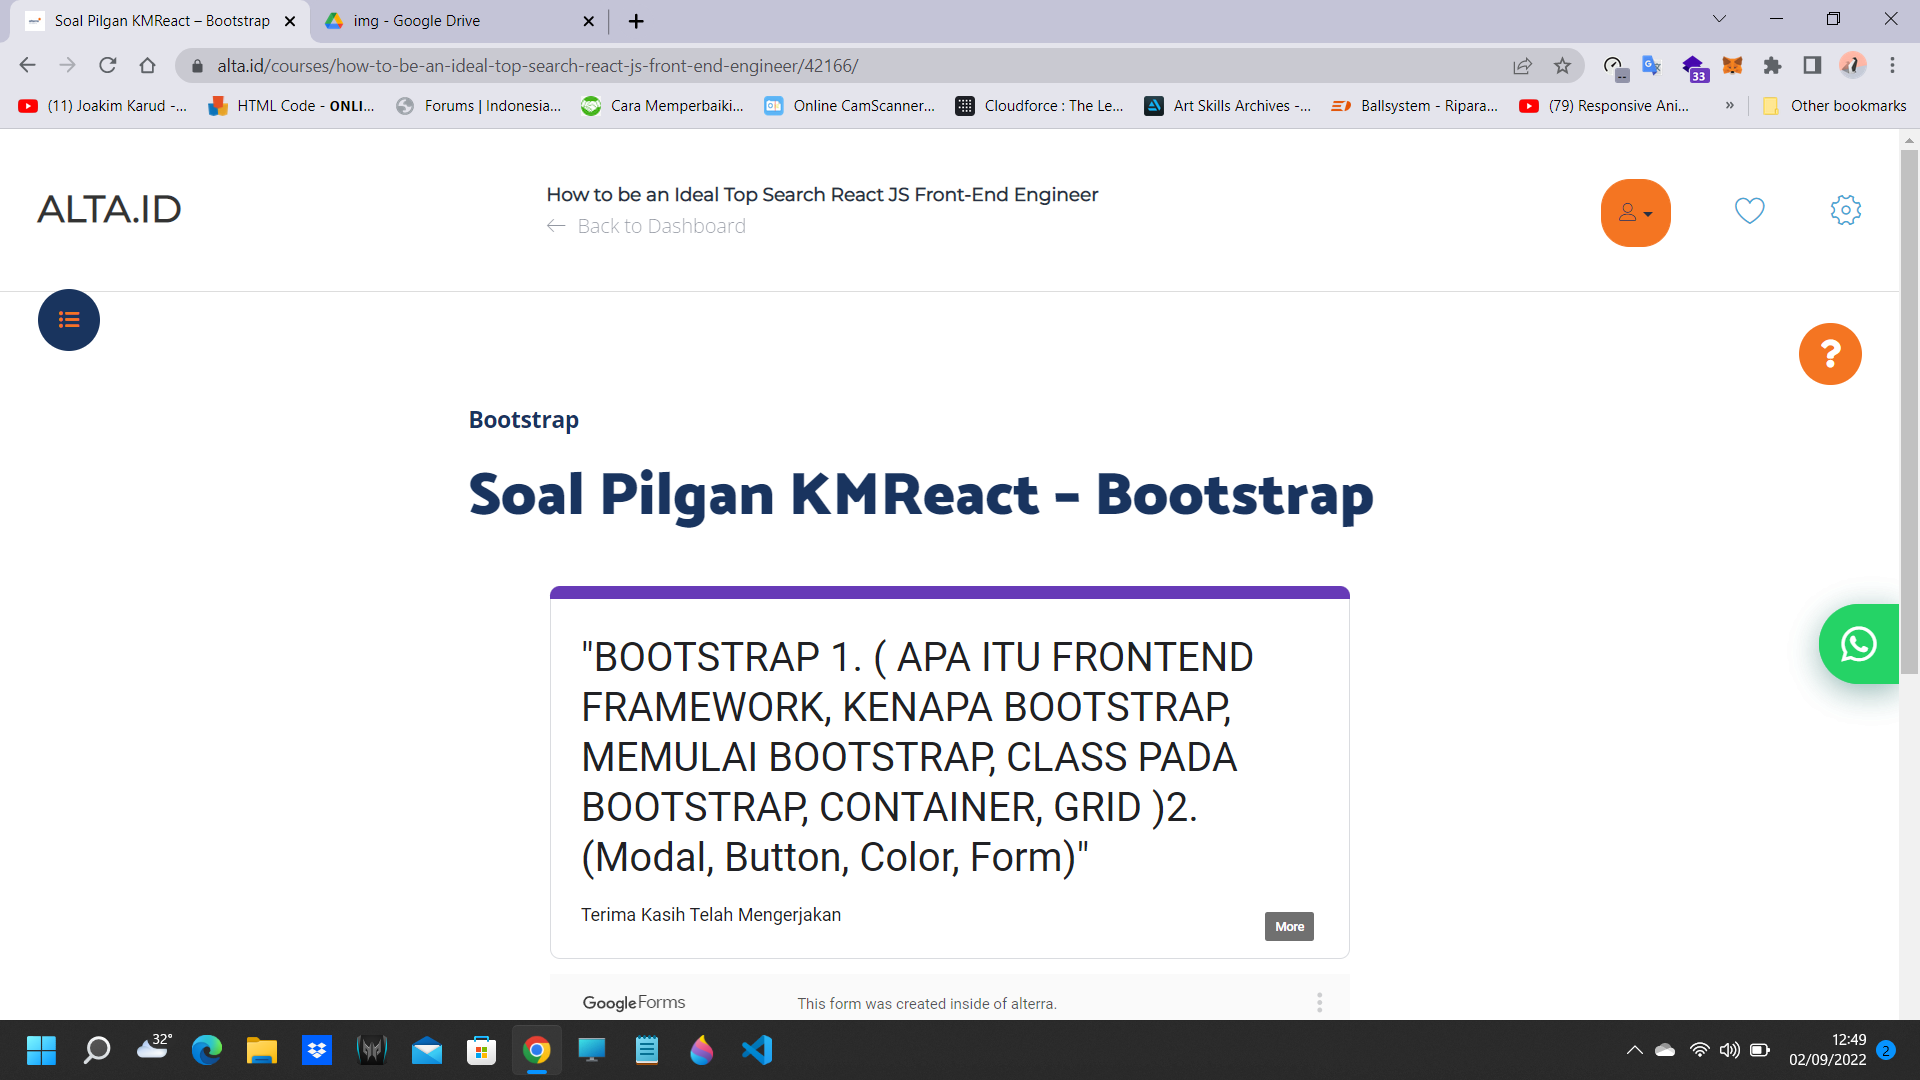 Soal Pilgan KMReact – Bootstrap
img - Google Drive
alta.id/courses/how-to-be-an-ideal-top-search-react-js-front-end-engineer/42166/
--
33
(11) Joakim Karud -...
HTML Code - ONLI...
Forums | Indonesia...
Cara Memperbaiki...
Online CamScanner...
Cloudforce : The Le...
Art Skills Archives -...
Ballsystem - Ripara...
(79) Responsive Ani...
»
Other bookmarks
ALTA.ID
How to be an Ideal Top Search React JS Front-End Engineer
← Back to Dashboard
?
Bootstrap
Soal Pilgan KMReact – Bootstrap
"BOOTSTRAP 1. ( APA ITU FRONTEND
FRAMEWORK, KENAPA BOOTSTRAP,
MEMULAI BOOTSTRAP, CLASS PADA
BOOTSTRAP, CONTAINER, GRID )2.
(Modal, Button, Color, Form)"
Terima Kasih Telah Mengerjakan
More
Google Forms
This form was created inside of alterra.
32°
12:49
02/09/2022
2